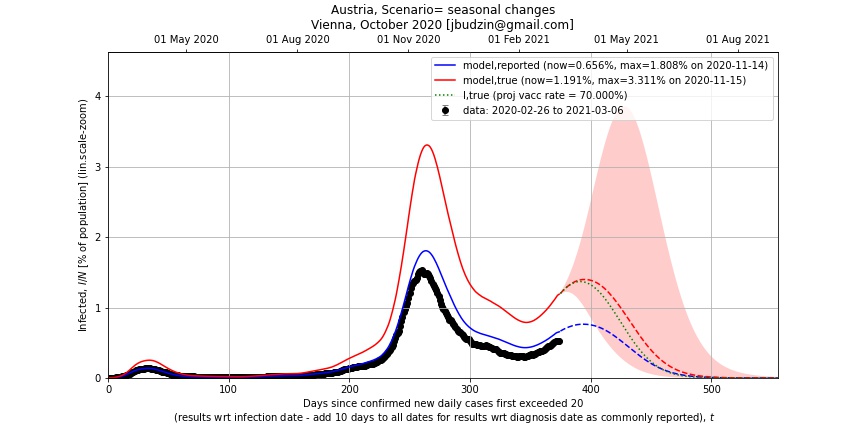 Austria, Scenario= seasonal changes
Vienna, October 2020 [jbudzin@gmail.com]
01 May 2020 01 Aug 2020 01 Nov 2020 01 Feb 2021 01 May 2021 01 Aug 2021
model,reported (now=0.656%, max=1.808% on 2020-11-14)
model,true (now=1.191%, max=3.311% on 2020-11-15)
I,true (proj vacc rate = 70.000%)
data: 2020-02-26 to 2021-03-06
Infected, I/N [% of population] (lin.scale-zoom)
4
3
2
1
0
0 100 200 300 400 500
Days since confirmed new daily cases first exceeded 20
(results wrt infection date - add 10 days to all dates for results wrt diagnosis date as commonly reported), t